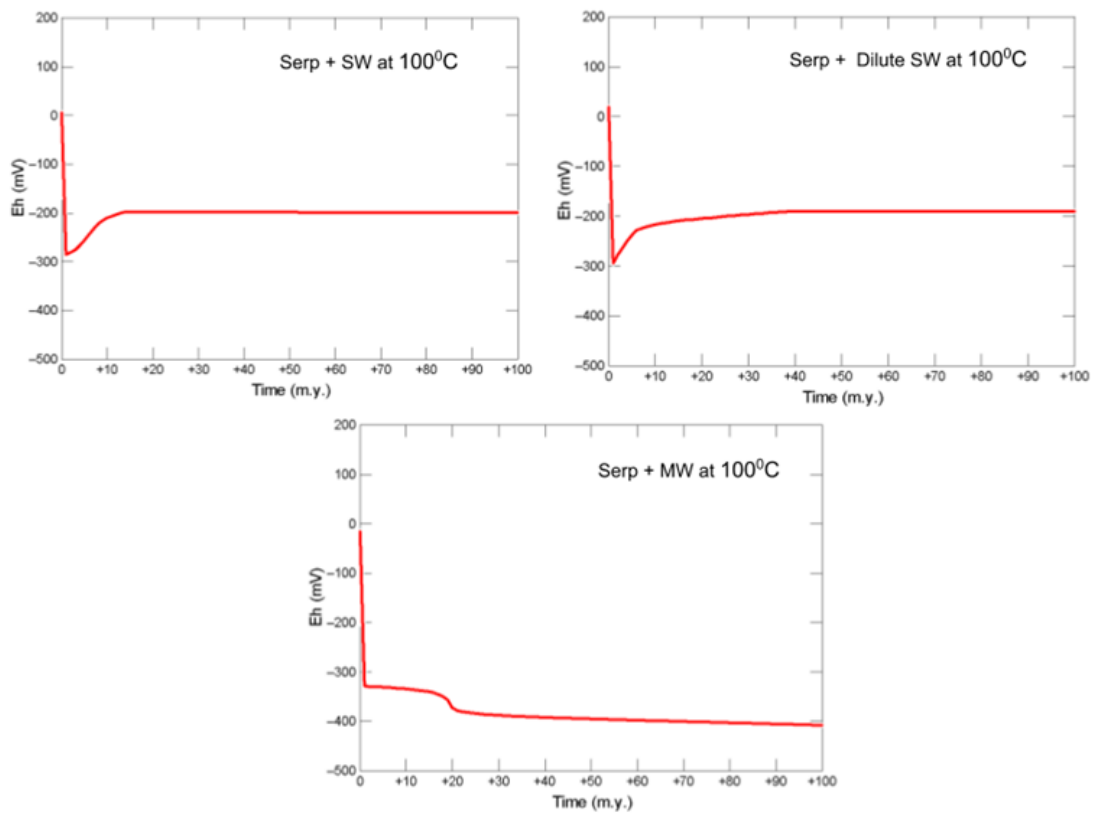 Serp + SW at 100⁰C
200
100
0
–100
–200
–300
–400
–500
Eh (mV)
0 +10 +20 +30 +40 +50 +60 +70 +80 +90 +100
Time (m.y.)
Serp + Dilute SW at 100⁰C
200
100
0
–100
–200
–300
–400
–500
Eh (mV)
0 +10 +20 +30 +40 +50 +60 +70 +80 +90 +100
Time (m.y.)
Serp + MW at 100⁰C
200
100
0
–100
–200
–300
–400
–500
Eh (mV)
0 +10 +20 +30 +40 +50 +60 +70 +80 +90 +100
Time (m.y.)